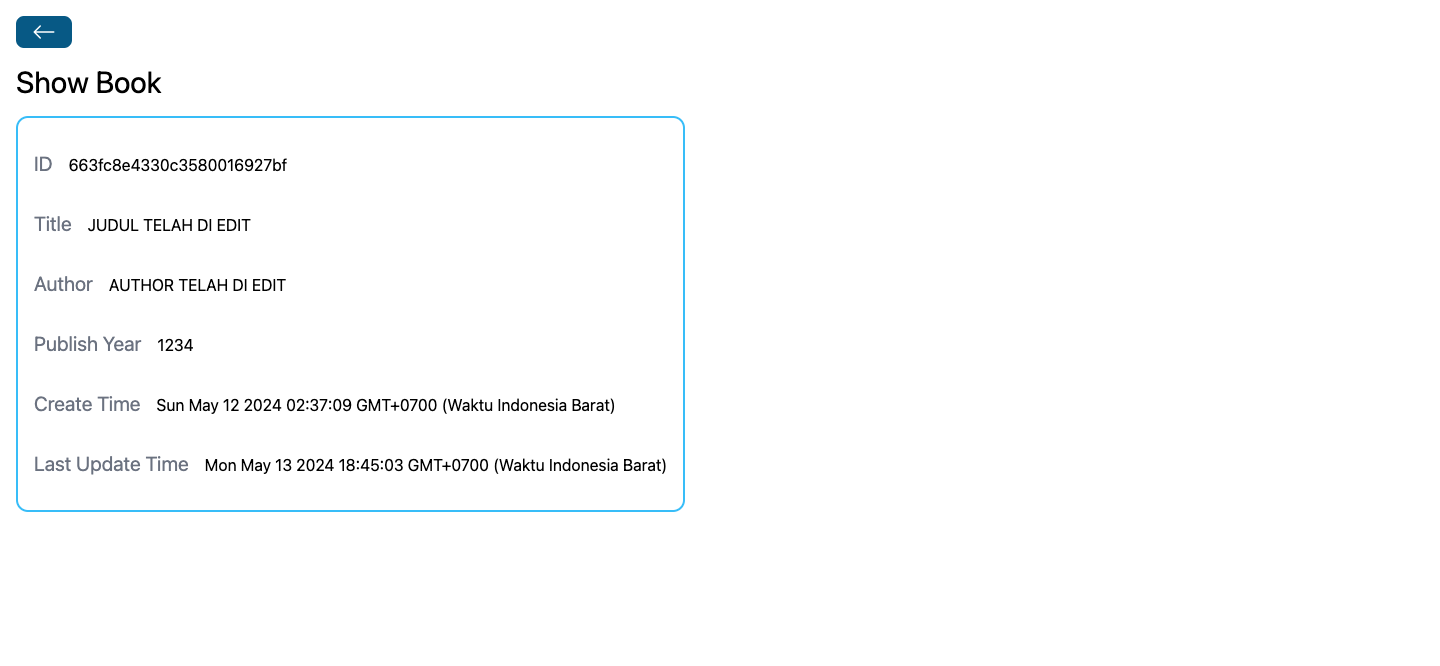 Show Book
ID 663fc8e4330c3580016927bf
Title JUDUL TELAH DI EDIT
Author AUTHOR TELAH DI EDIT
Publish Year 1234
Create Time Sun May 12 2024 02:37:09 GMT+0700 (Waktu Indonesia Barat)
Last Update Time Mon May 13 2024 18:45:03 GMT+0700 (Waktu Indonesia Barat)